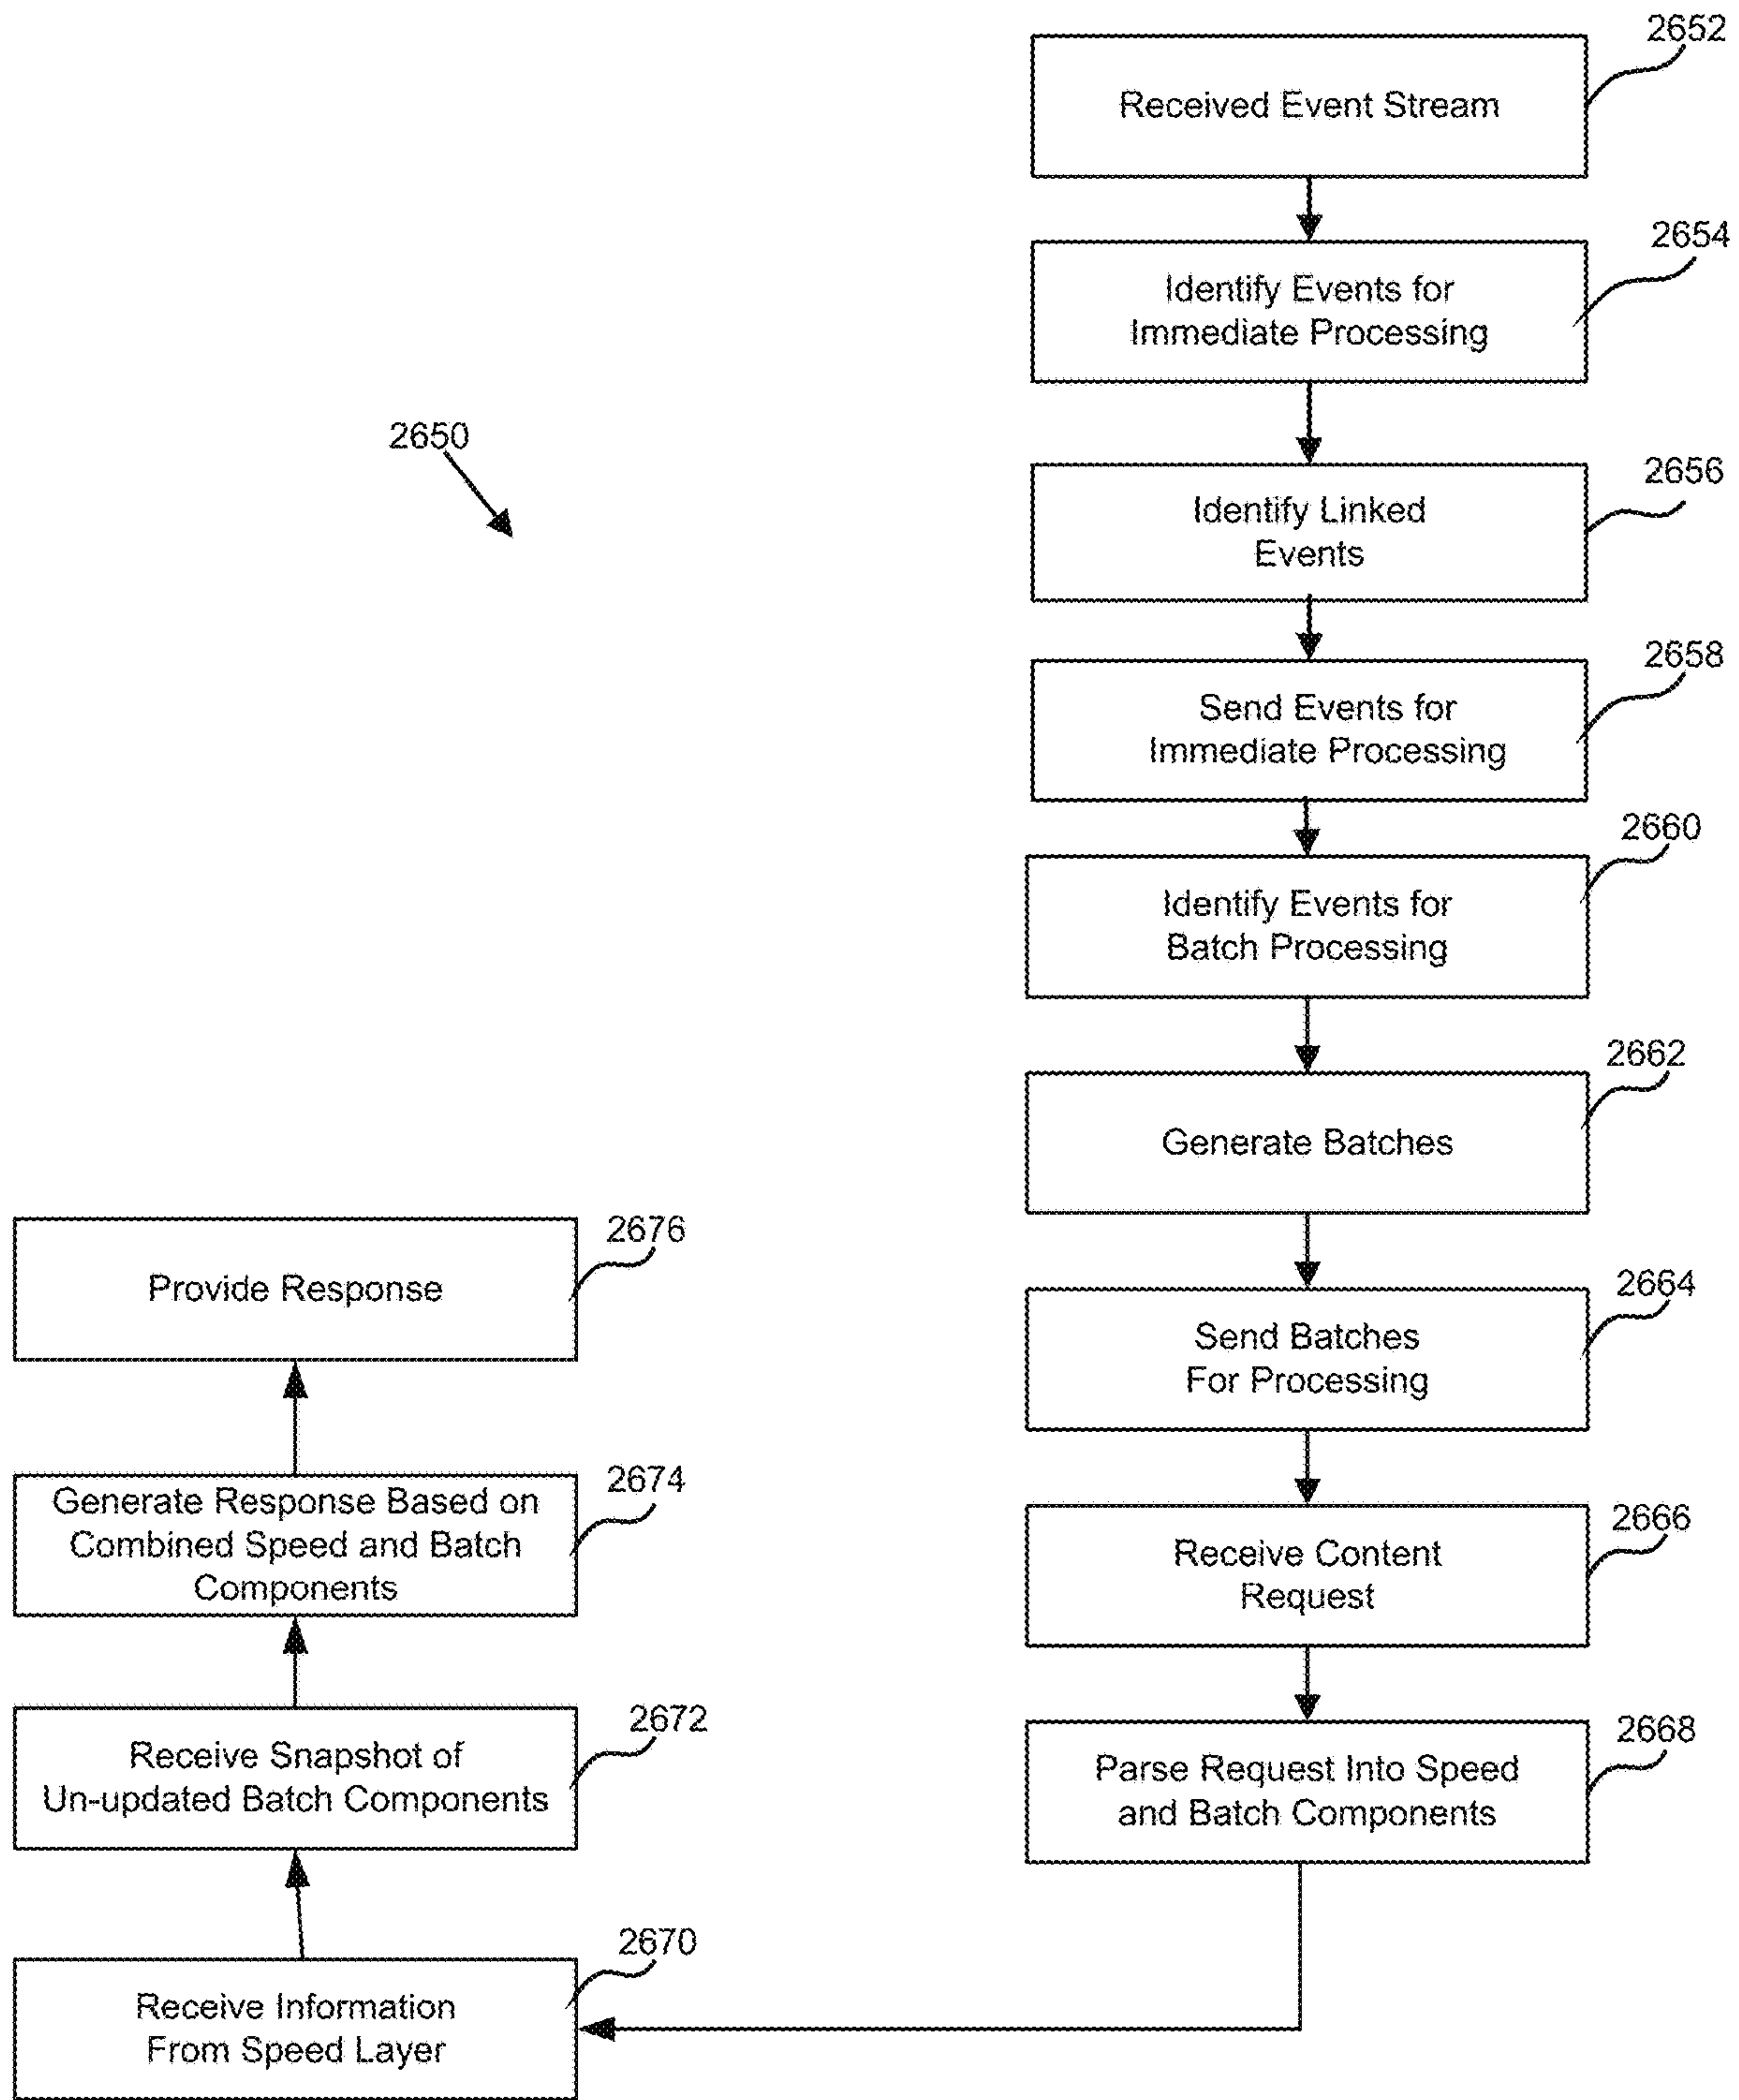 2652
Received Event Stream
2654
Identify Events for
Immediate Processing
2650
2656
Identify Linked
Events
2658
Send Events for
Immediate Processing
2660
Identify Events for
Batch Processing
2662
Generate Batches
2664
Send Batches
For Processing
2666
Receive Content
Request
2668
Parse Request Into Speed
and Batch Components
2670
Receive Information
From Speed Layer
2672
Receive Snapshot of
Un-updated Batch Components
2674
Generate Response Based on
Combined Speed and Batch
Components
2676
Provide Response